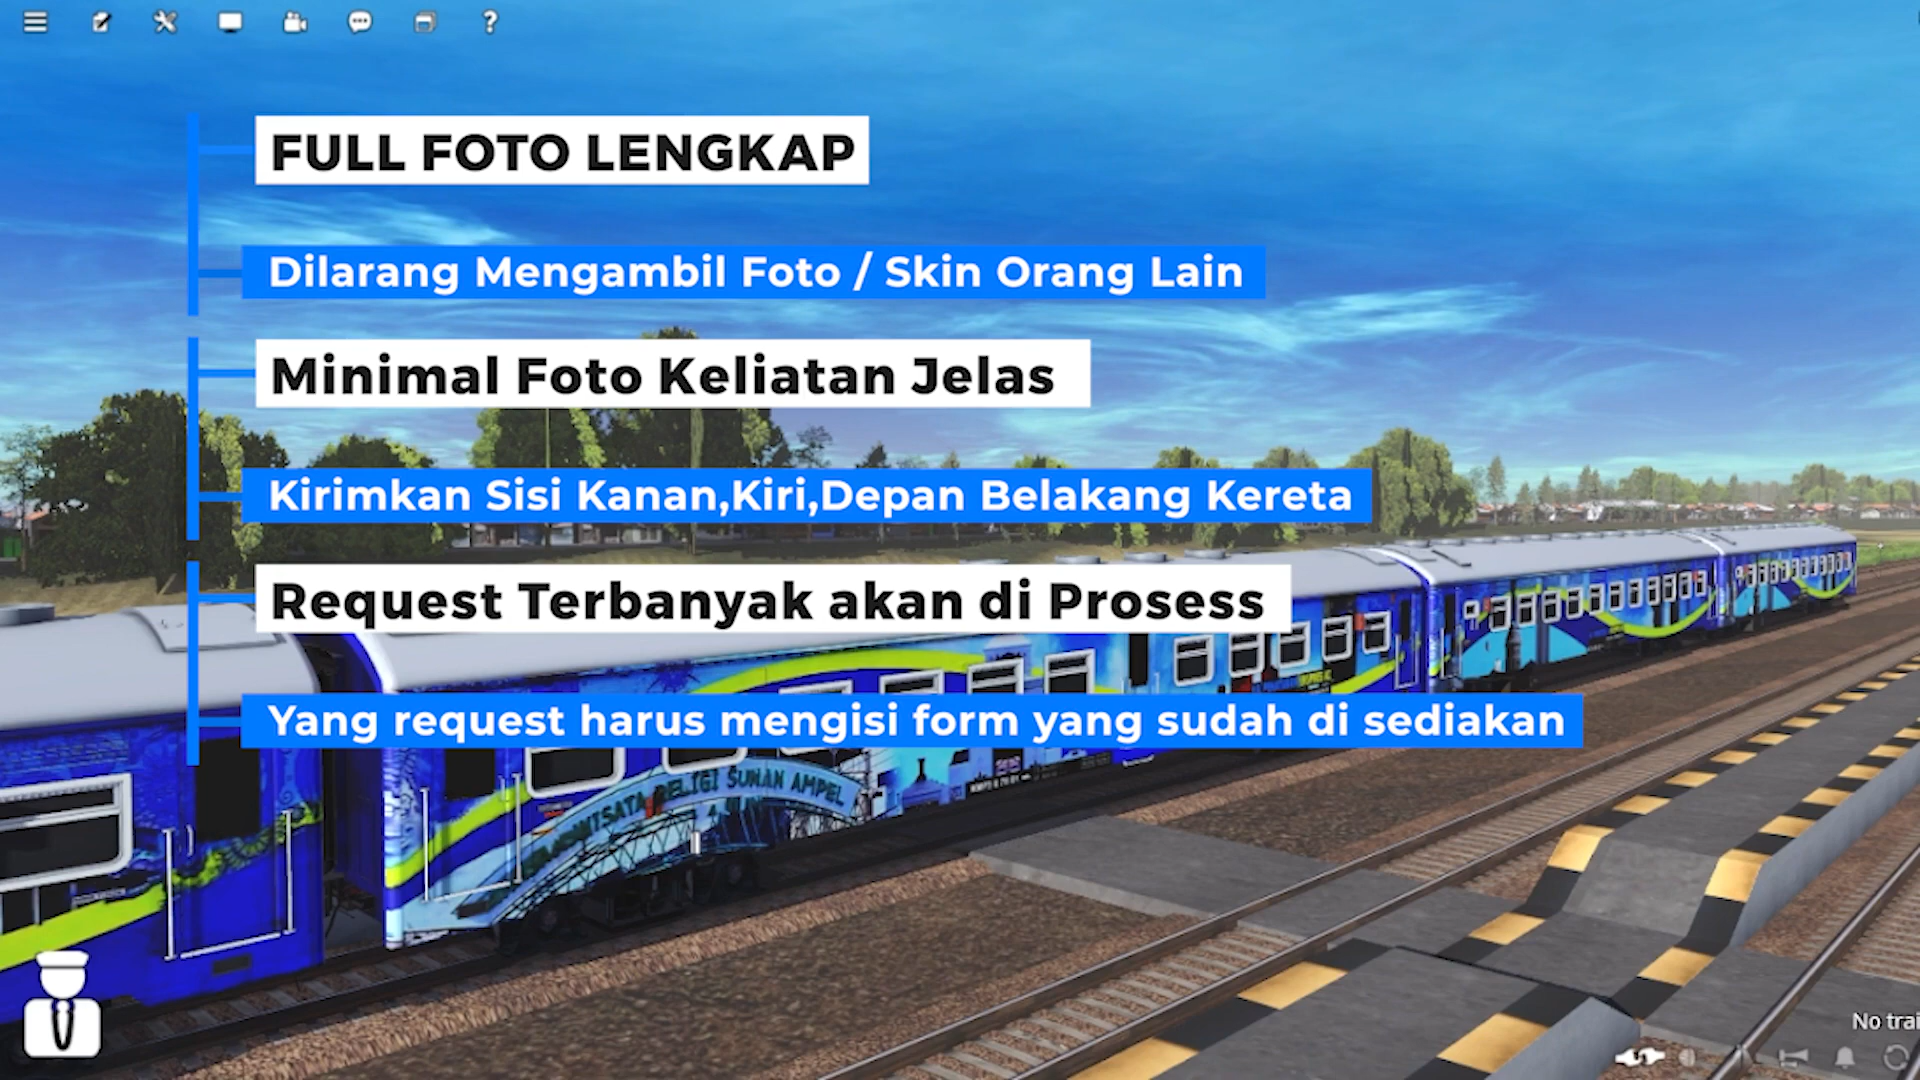 FULL FOTO LENGKAP
Dilarang Mengambil Foto / Skin Orang Lain
Minimal Foto Keliatan Jelas
Kirimkan Sisi Kanan,Kiri,Depan Belakang Kereta
Request Terbanyak akan di Prosess
Yang request harus mengisi form yang sudah di sediakan
RELIGI SUNAN AMPEL
No trai